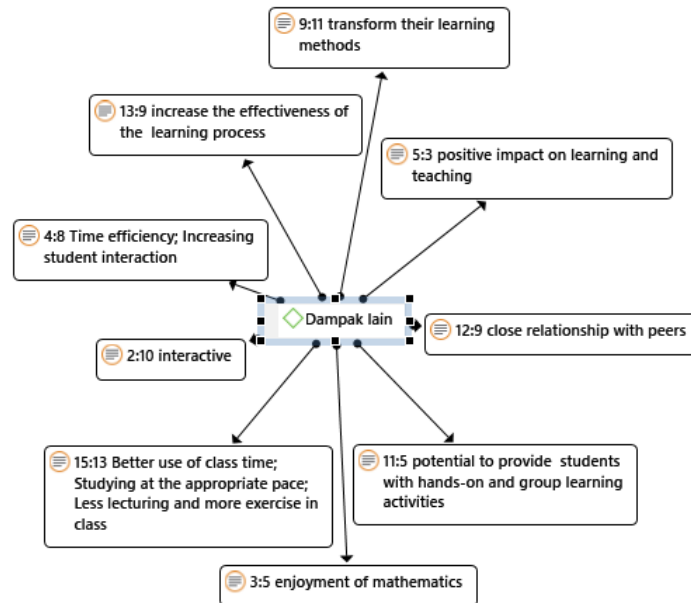 9:11 transform their learning
methods
13:9 increase the effectiveness of
the learning process
5:3 positive impact on learning and
teaching
4:8 Time efficiency; Increasing
student interaction
Dampak lain
12:9 close relationship with peers
2:10 interactive
15:13 Better use of class time;
Studying at the appropriate pace;
Less lecturing and more exercise in
class
11:5 potential to provide students
with hands-on and group learning
activities
3:5 enjoyment of mathematics